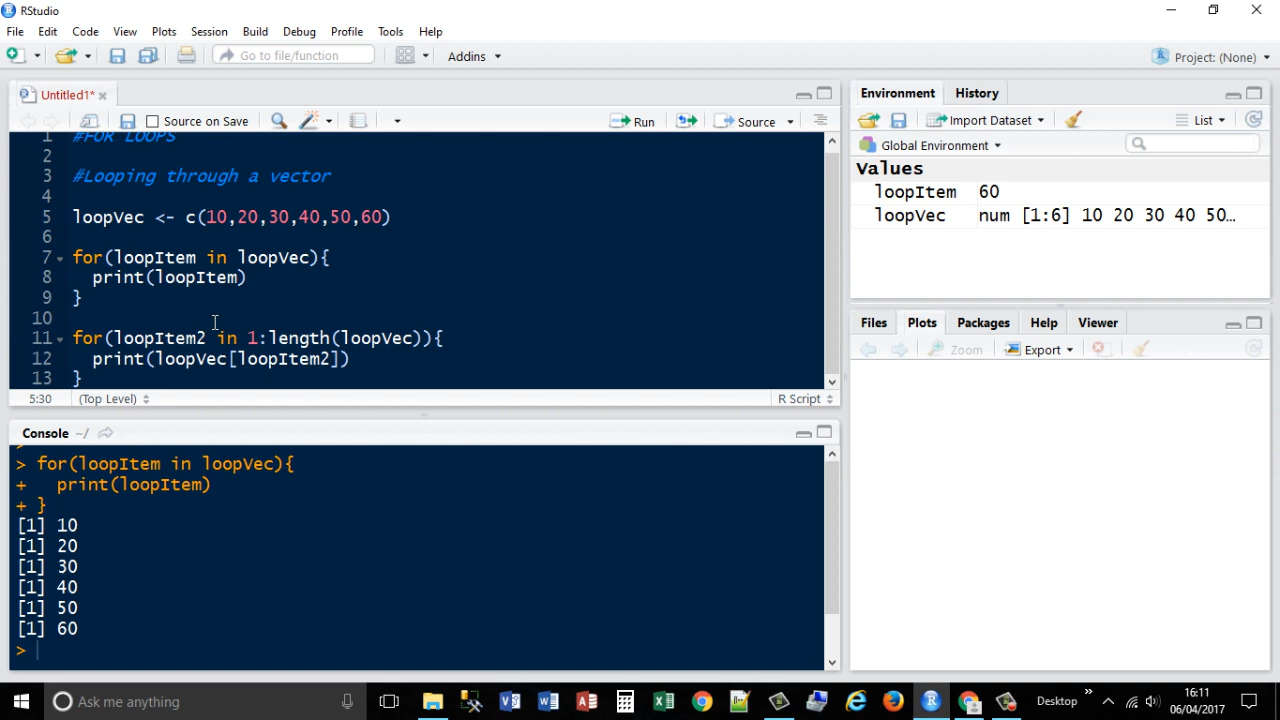 RStudio
File Edit Code View Plots Session Build Debug Profile Tools Help
Go to file/function Addins Project: (None)
Untitled1*
Source on Save Run Source
1 #FOR LOOPS
2
3 #Looping through a vector
4
5 loopVec <- c(10,20,30,40,50,60)
6
7 for(loopItem in loopVec){
8 print(loopItem)
9 }
10
11 for(loopItem2 in 1:length(loopVec)){
12 print(loopVec[loopItem2])
13 }
5:30 (Top Level) R Script
Console ~/
> for(loopItem in loopVec){
+ print(loopItem)
+ }
[1] 10
[1] 20
[1] 30
[1] 40
[1] 50
[1] 60
>
Environment History
Import Dataset List
Global Environment
Values
loopItem 60
loopVec num [1:6] 10 20 30 40 50…
Files Plots Packages Help Viewer
Zoom Export
Ask me anything
Desktop
16:11
06/04/2017